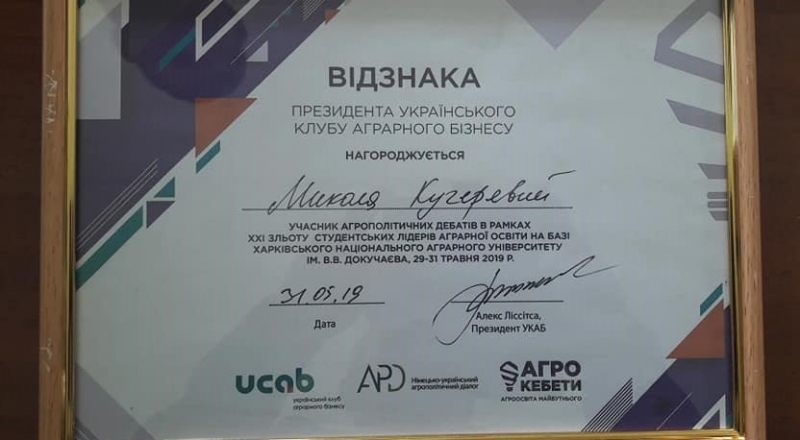 ВІДЗНАКА
ПРЕЗИДЕНТА УКРАЇНСЬКОГО
КЛУБУ АГРАРНОГО БІЗНЕСУ
НАГОРОДЖУЄТЬСЯ
Микола Кучеревий
УЧАСНИК АГРОПОЛІТИЧНИХ ДЕБАТІВ В РАМКАХ
XXI ЗЛЬОТУ СТУДЕНТСЬКИХ ЛІДЕРІВ АГРАРНОЇ ОСВІТИ НА БАЗІ
ХАРКІВСЬКОГО НАЦІОНАЛЬНОГО АГРАРНОГО УНІВЕРСИТЕТУ
ІМ. В.В. ДОКУЧАЄВА, 29-31 ТРАВНЯ 2019 Р.
31.05.19
Дата
Алекс Ліссітса,
Президент УКАБ
ucab
український клуб
аграрного бізнесу
APD
Німецько-український
агрополітичний діалог
АГРО
КЕБЕТИ
АГРООСВІТА МАЙБУТНЬОГО